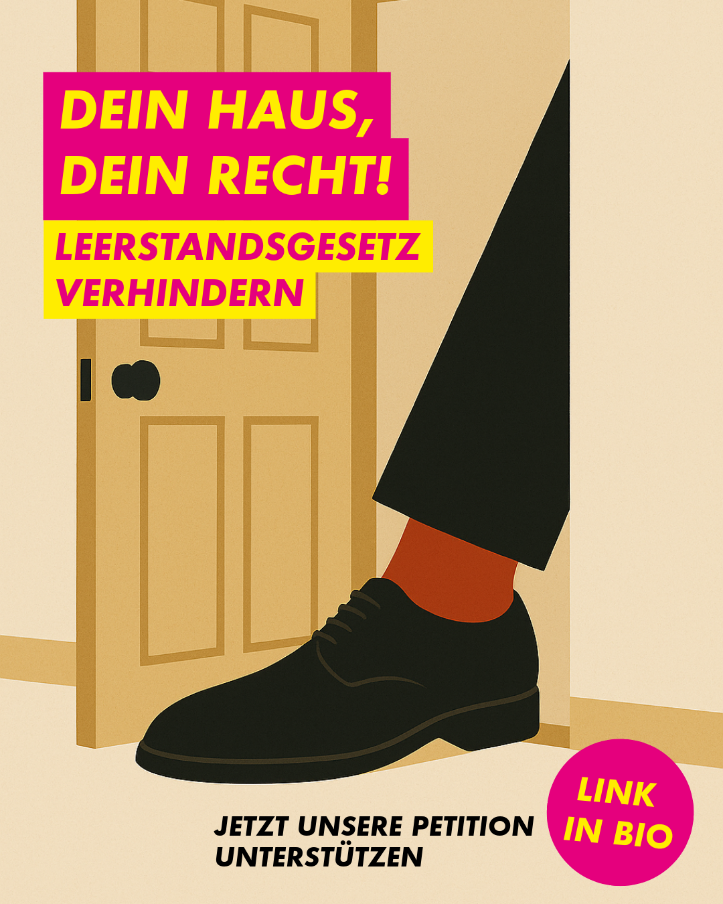 DEIN HAUS,
DEIN RECHT!
LEERSTANDSGESETZ
VERHINDERN
JETZT UNSERE PETITION
UNTERSTÜTZEN
LINK
IN BIO